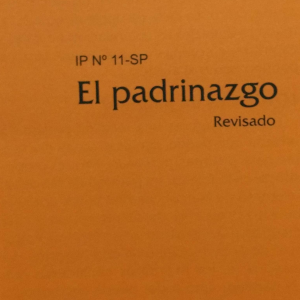 IP Nº 11-SP
El padrinazgo
Revisado